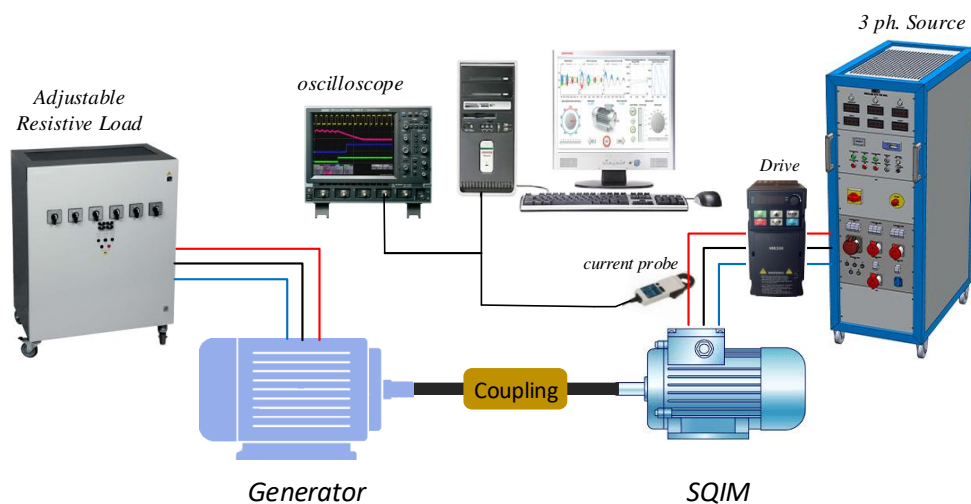 3 ph. Source
oscilloscope
Adjustable
Resistive Load
Drive
current probe
Coupling
Generator
SQIM